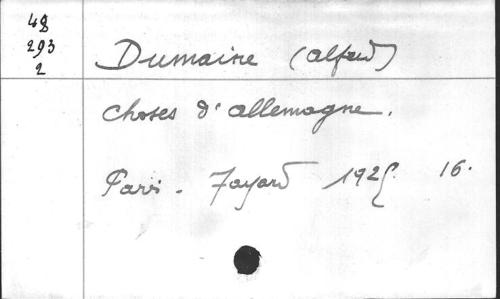 48
293
2
Dumaine (Alfred)
Choses d'Allemagne.
Paris. Fayard 1925. 16.